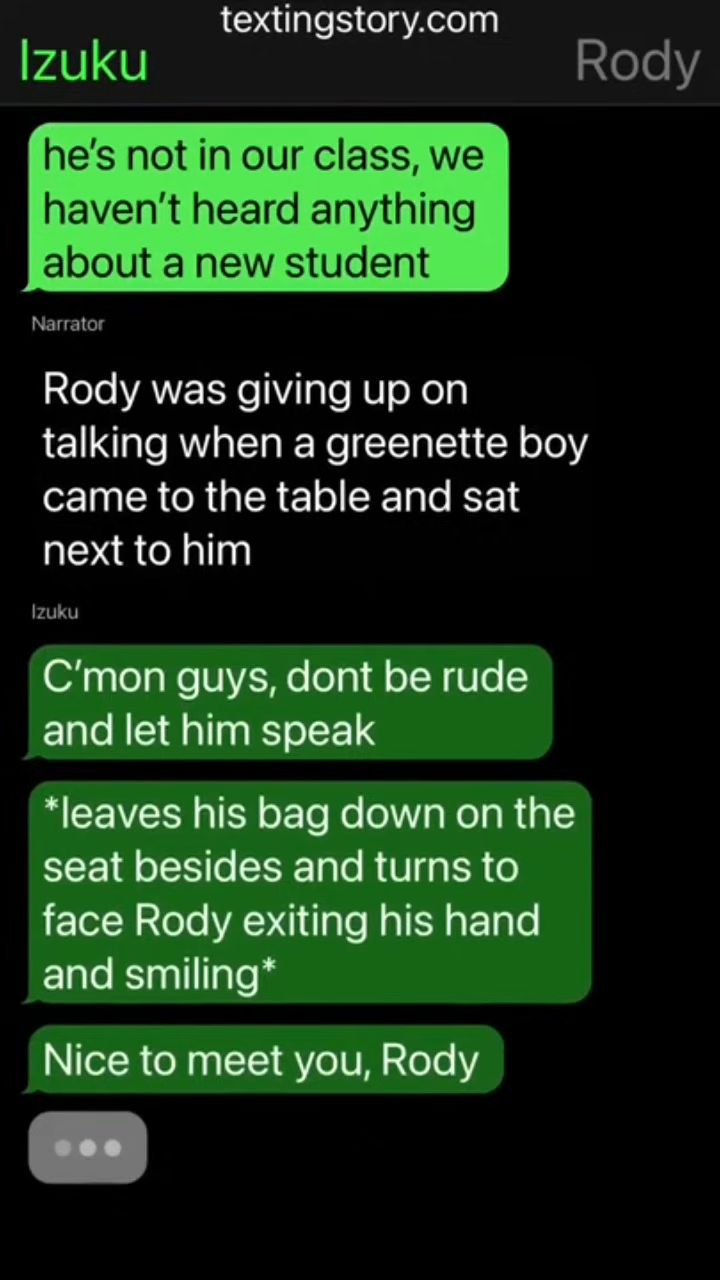 textingstory.com
Izuku
Rody
he's not in our class, we
haven't heard anything
about a new student
Narrator
Rody was giving up on
talking when a greenette boy
came to the table and sat
next to him
Izuku
C'mon guys, dont be rude
and let him speak
*leaves his bag down on the
seat besides and turns to
face Rody exiting his hand
and smiling*
Nice to meet you, Rody